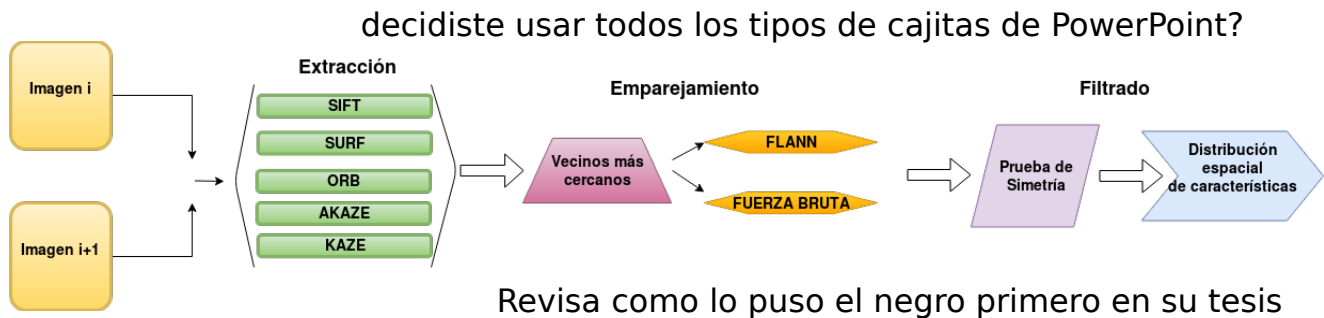 decidiste usar todos los tipos de cajitas de PowerPoint?
Imagen i
Imagen i+1
Extracción
SIFT
SURF
ORB
AKAZE
KAZE
Emparejamiento
Vecinos más
cercanos
FLANN
FUERZA BRUTA
Filtrado
Prueba de
Simetría
Distribución
espacial
de características
Revisa como lo puso el negro primero en su tesis